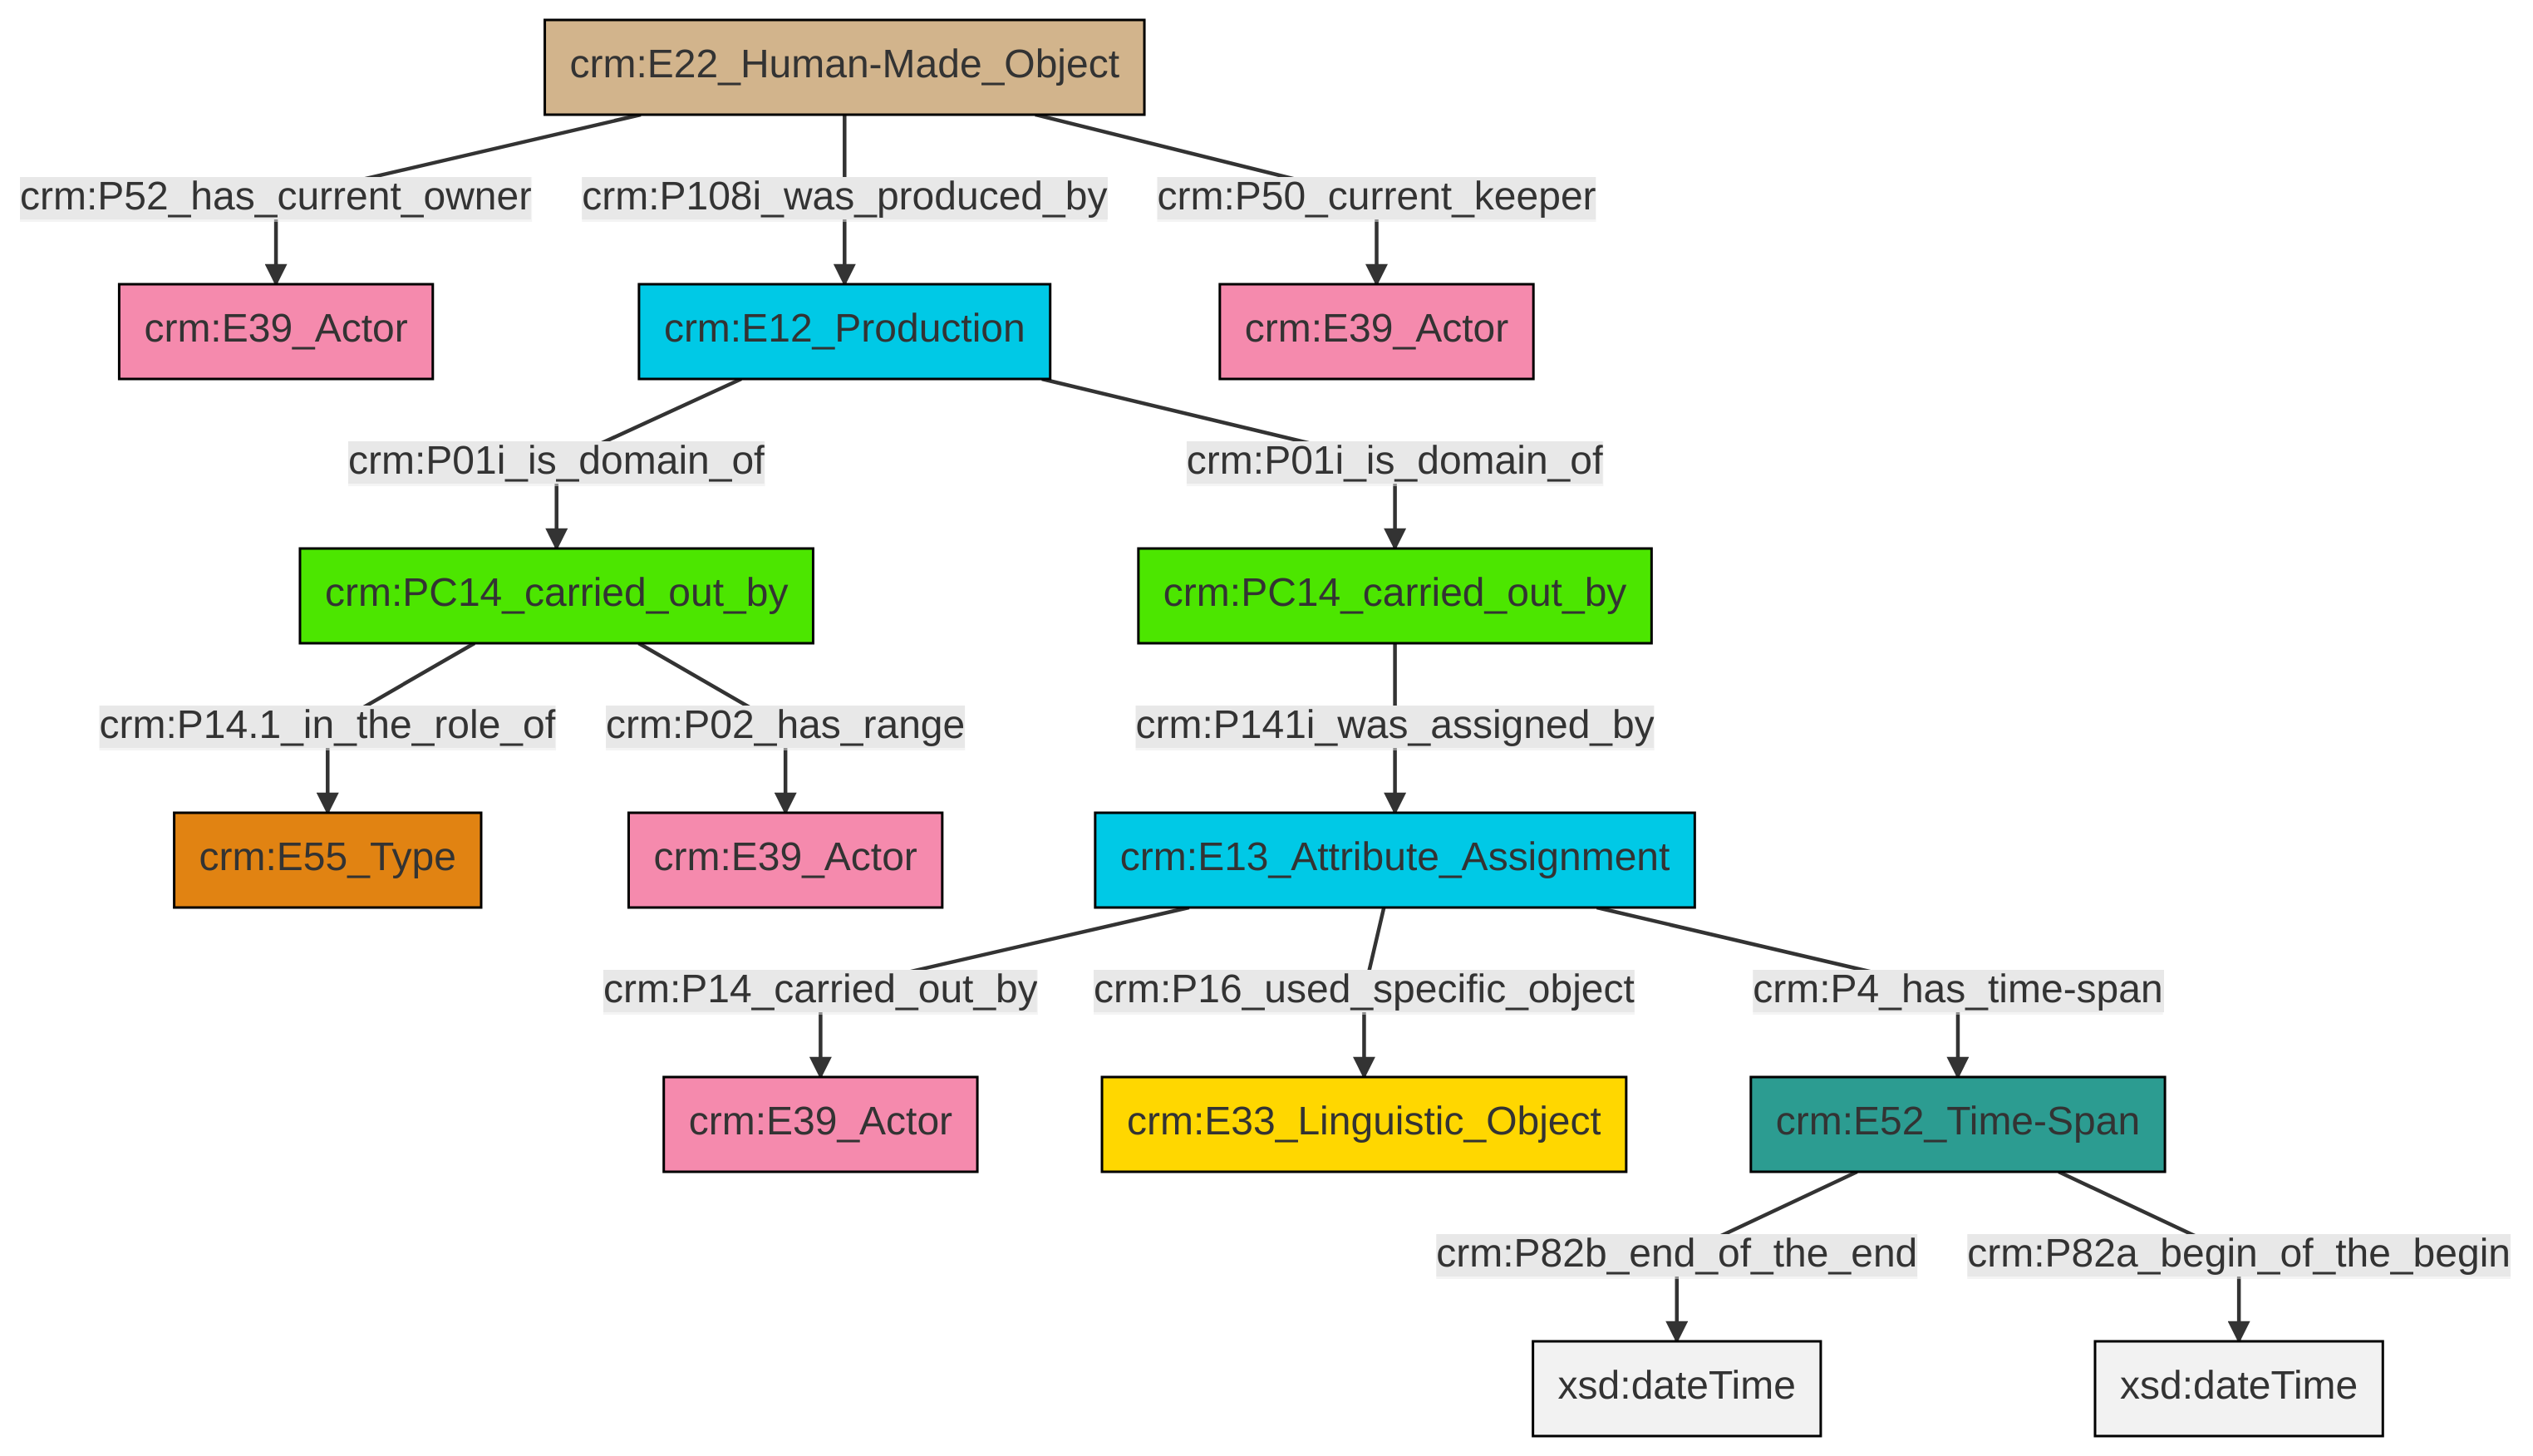 crm:E22_Human-Made_Object
crm:P52_has_current_owner
crm:P108i_was_produced_by
crm:P50_current_keeper
crm:E39_Actor
crm:E12_Production
crm:E39_Actor
crm:P01i_is_domain_of
crm:P01i_is_domain_of
crm:PC14_carried_out_by
crm:PC14_carried_out_by
crm:P14.1_in_the_role_of
crm:P02_has_range
crm:P141i_was_assigned_by
crm:E55_Type
crm:E39_Actor
crm:E13_Attribute_Assignment
crm:P14_carried_out_by
crm:P16_used_specific_object
crm:P4_has_time-span
crm:E39_Actor
crm:E33_Linguistic_Object
crm:E52_Time-Span
crm:P82b_end_of_the_end
crm:P82a_begin_of_the_begin
xsd:dateTime
xsd:dateTime